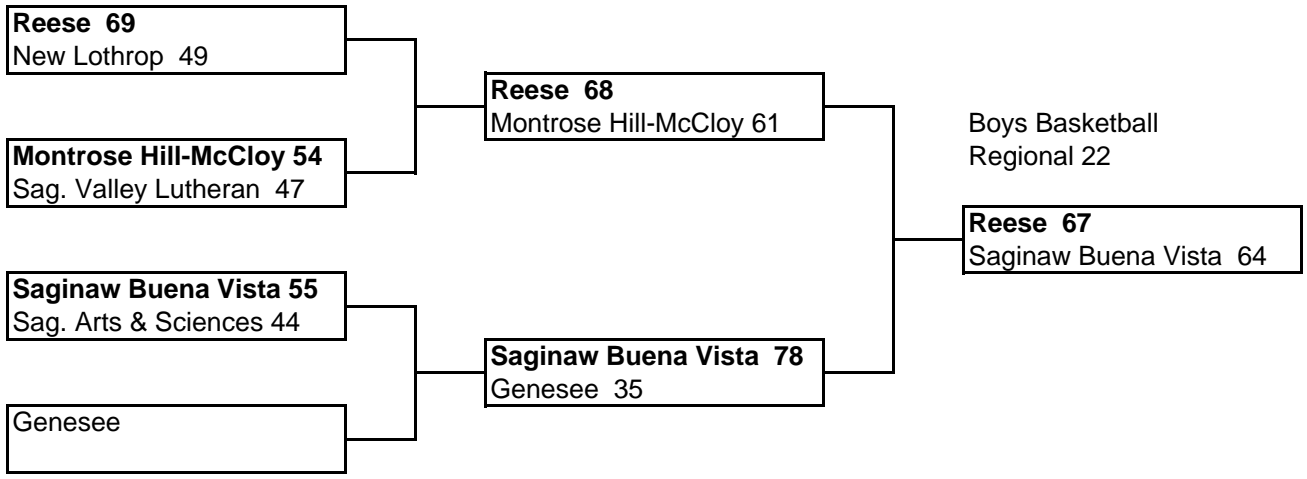 Reese  69
New Lothrop  49
Montrose Hill-McCloy 54
Sag. Valley Lutheran  47
Saginaw Buena Vista 55
Sag. Arts & Sciences 44
Genesee
Reese  68
Montrose Hill-McCloy 61
Saginaw Buena Vista  78
Genesee  35
Boys Basketball
Regional 22
Reese  67
Saginaw Buena Vista  64